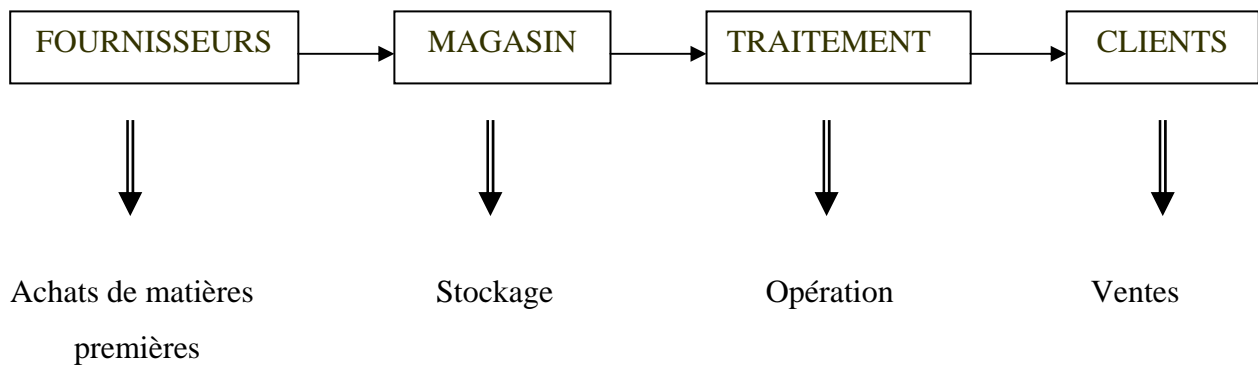 FOURNISSEURS
MAGASIN
TRAITEMENT
CLIENTS
Achats de matières
premières
Stockage
Opération
Ventes